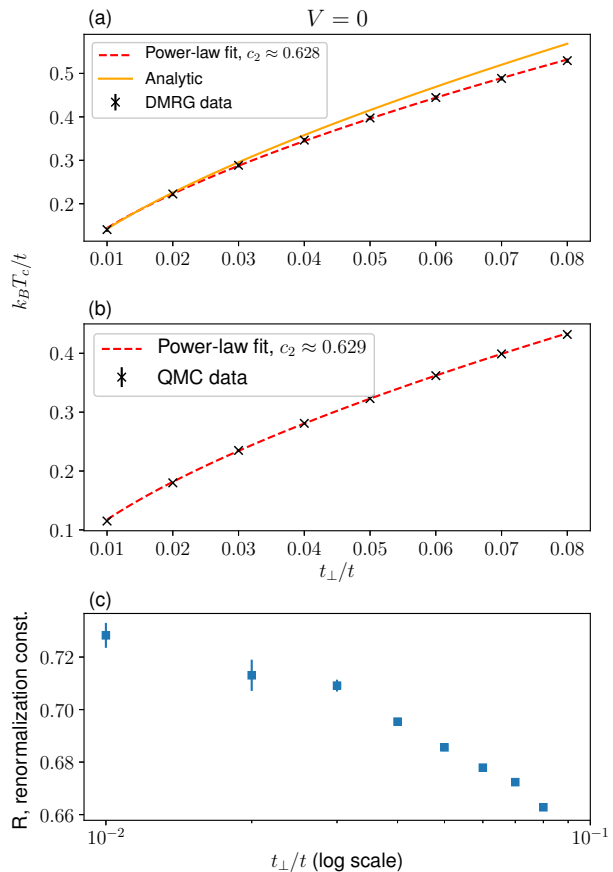 (a)
V = 0
Power-law fit, c₂ ≈ 0.628
Analytic
DMRG data
0.5
0.4
0.3
0.2
0.01 0.02 0.03 0.04 0.05 0.06 0.07 0.08
k_BT_c/t
(b)
Power-law fit, c₂ ≈ 0.629
QMC data
0.4
0.3
0.2
0.1
0.01 0.02 0.03 0.04 0.05 0.06 0.07 0.08
t_⊥/t
(c)
R, renormalization const.
0.72
0.70
0.68
0.66
10⁻² 10⁻¹
t_⊥/t (log scale)